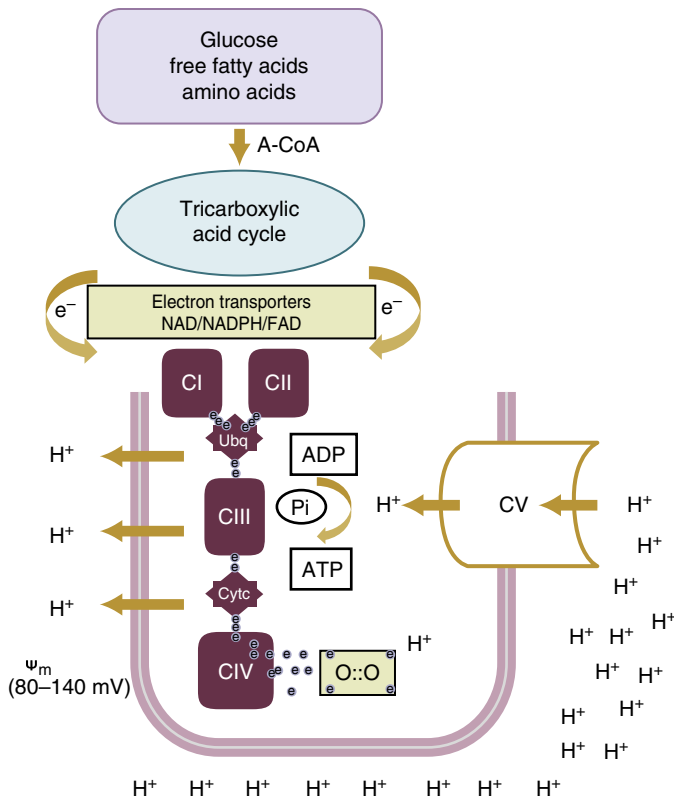 Glucose
free fatty acids
amino acids
A-CoA
Tricarboxylic
acid cycle
e⁻
Electron transporters
NAD/NADPH/FAD
e⁻
CI
CII
e e e
e e e
Ubq
e
e
H⁺
ADP
Pi
ATP
H⁺
CIII
H⁺
CV
H⁺
H⁺
e
e
Cytc
e
e
H⁺
H⁺
H⁺
H⁺ H⁺
H⁺
H⁺
H⁺
Ψm
(80–140 mV)
CIV
e e e e e e
e e e e
e
O::O
e e
e e
H⁺
H⁺
H⁺
H⁺ H⁺
H⁺ H⁺ H⁺ H⁺ H⁺ H⁺ H⁺ H⁺